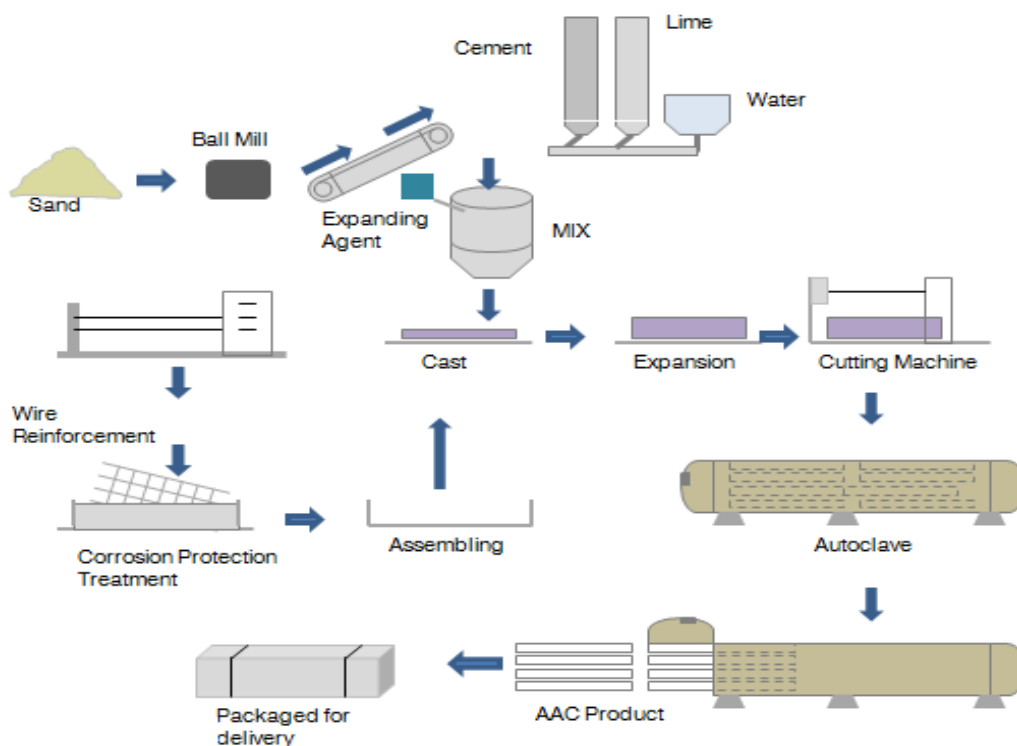 Cement
Lime
Water
Ball Mill
Sand
Expanding
Agent
MIX
Cast
Expansion
Cutting Machine
Wire
Reinforcement
Corrosion Protection
Treatment
Assembling
Autoclave
AAC Product
Packaged for
delivery